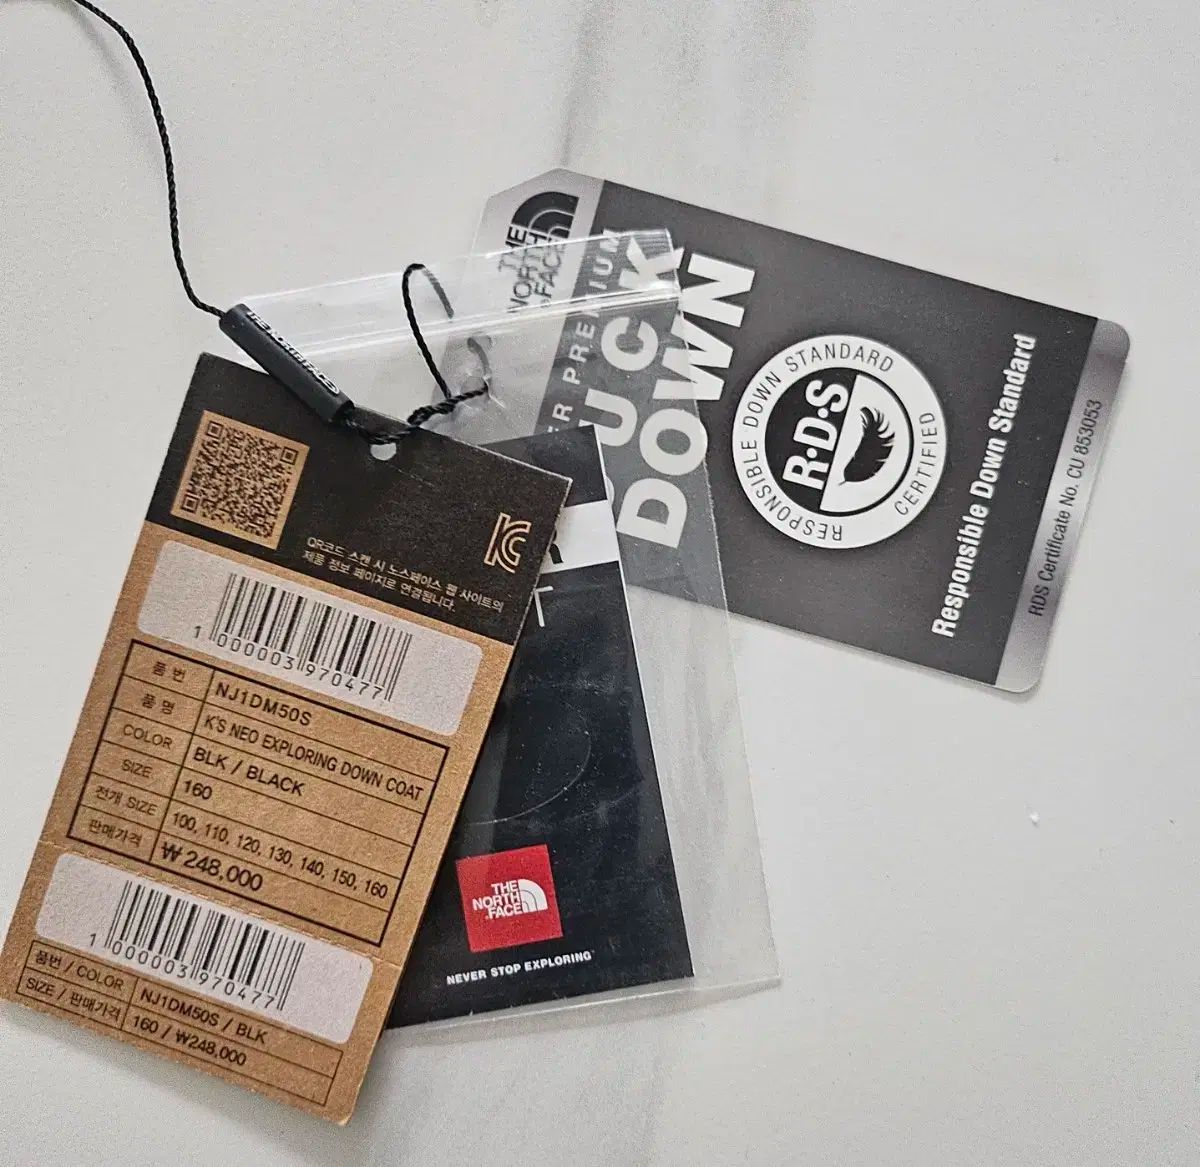 THE NORTH FACE
QR코드 스캔 시 노스페이스 웹 사이트의
제품 정보 페이지로 연결됩니다.
1 000003 970477
품 번 NJ1DM50S
품 명 K'S NEO EXPLORING DOWN COAT
COLOR BLK / BLACK
SIZE 160
전개 SIZE 100, 110, 120, 130, 140, 150, 160
판매가격 ₩248,000
1 000003 970477
품번 / COLOR NJ1DM50S / BLK
SIZE / 판매가격 160 / ₩248,000
THE
NORTH
FACE
NEVER STOP EXPLORING™
THE
NORTH
FACE
DOWN
RESPONSIBLE DOWN STANDARD
R·D·S
CERTIFIED
Responsible Down Standard
RDS Certificate No. CU 853053